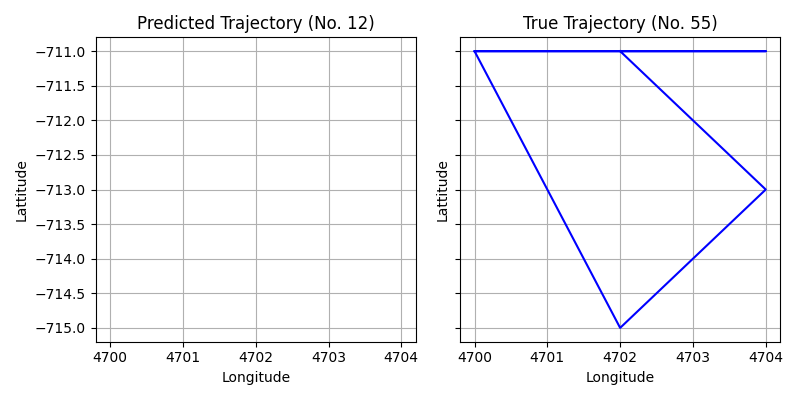 Predicted Trajectory (No. 12)
True Trajectory (No. 55)
−711.0
−711.5
−712.0
−712.5
−713.0
−713.5
−714.0
−714.5
−715.0
Lattitude
Lattitude
4700 4701 4702 4703 4704
4700 4701 4702 4703 4704
Longitude
Longitude